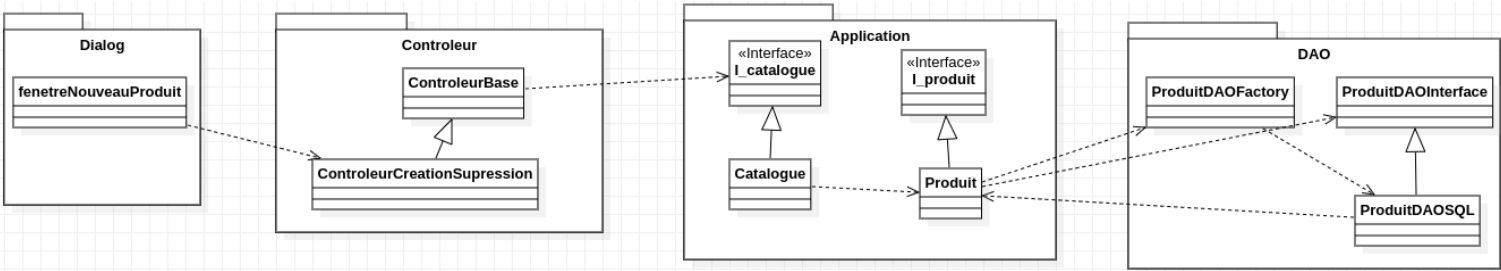 Dialog
fenetreNouveauProduit
Controleur
ControleurBase
ControleurCreationSupression
Application
«Interface»
I_catalogue
«Interface»
I_produit
Catalogue
Produit
DAO
ProduitDAOFactory
ProduitDAOInterface
ProduitDAOSQL